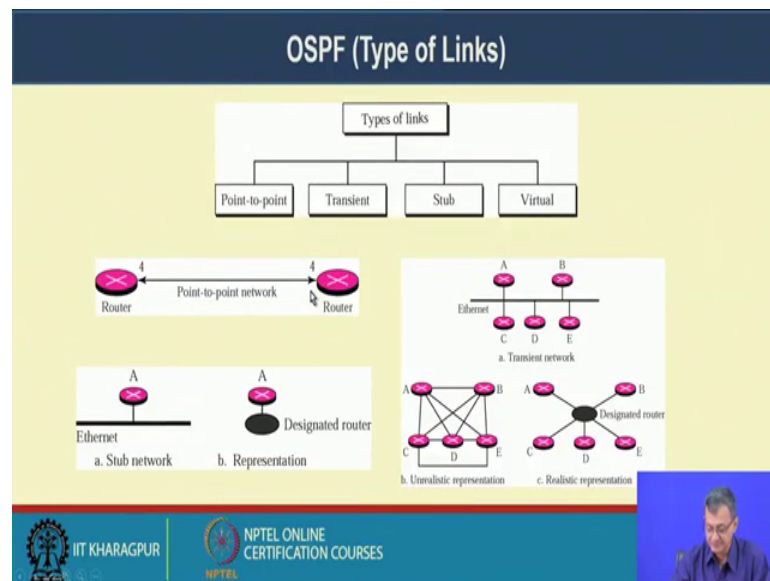 OSPF (Type of Links)
Types of links
Point-to-point
Transient
Stub
Virtual
4
4
Point-to-point network
Router
Router
A
B
Ethernet
C
D
E
a. Transient network
A
Ethernet
a. Stub network
A
Designated router
b. Representation
A
B
C
D
E
b. Unrealistic representation
A
B
Designated router
C
D
E
c. Realistic representation
IIT KHARAGPUR
NPTEL
NPTEL ONLINE
CERTIFICATION COURSES